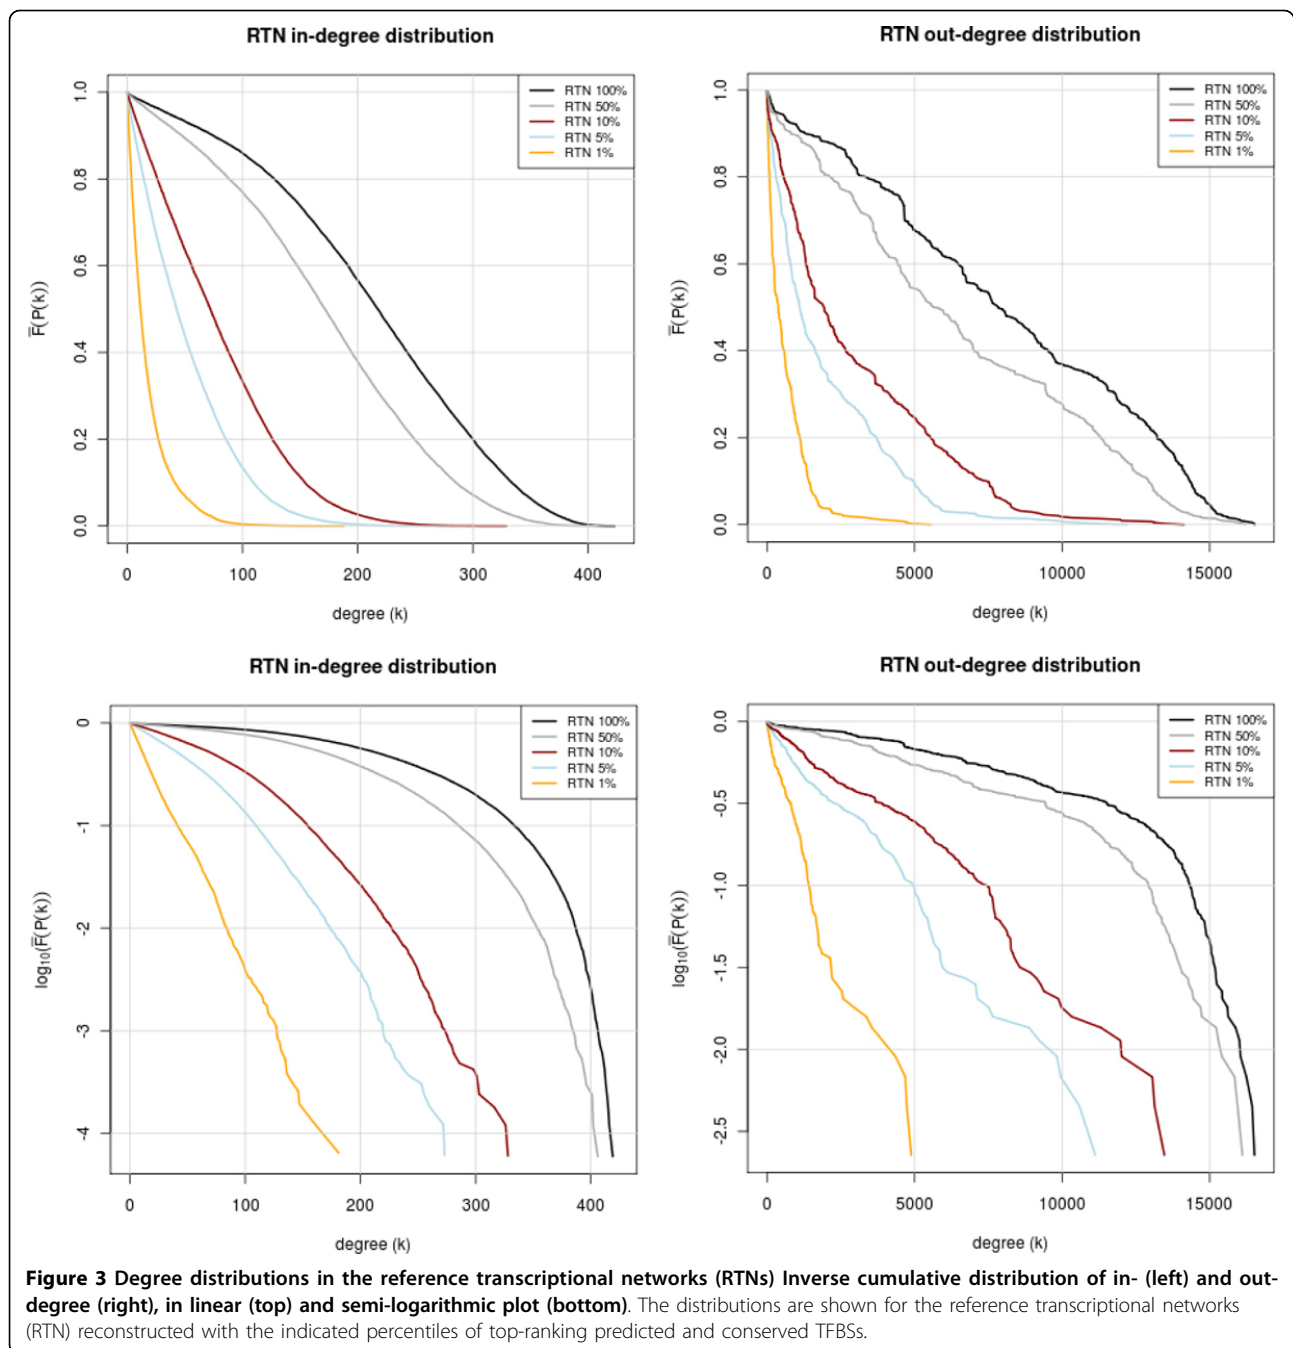 RTN in-degree distribution
RTN 100%
RTN 50%
RTN 10%
RTN 5%
RTN 1%
F̅(P(k))
1.0
0.8
0.6
0.4
0.2
0.0
0 100 200 300 400
degree (k)
RTN out-degree distribution
RTN 100%
RTN 50%
RTN 10%
RTN 5%
RTN 1%
F̅(P(k))
1.0
0.8
0.6
0.4
0.2
0.0
0 5000 10000 15000
degree (k)
RTN in-degree distribution
RTN 100%
RTN 50%
RTN 10%
RTN 5%
RTN 1%
log₁₀(F̅(P(k))
0
-1
-2
-3
-4
0 100 200 300 400
degree (k)
RTN out-degree distribution
RTN 100%
RTN 50%
RTN 10%
RTN 5%
RTN 1%
log₁₀(F̅(P(k))
0.0
-0.5
-1.0
-1.5
-2.0
-2.5
0 5000 10000 15000
degree (k)
Figure 3 Degree distributions in the reference transcriptional networks (RTNs) Inverse cumulative distribution of in- (left) and out-
degree (right), in linear (top) and semi-logarithmic plot (bottom). The distributions are shown for the reference transcriptional networks
(RTN) reconstructed with the indicated percentiles of top-ranking predicted and conserved TFBSs.